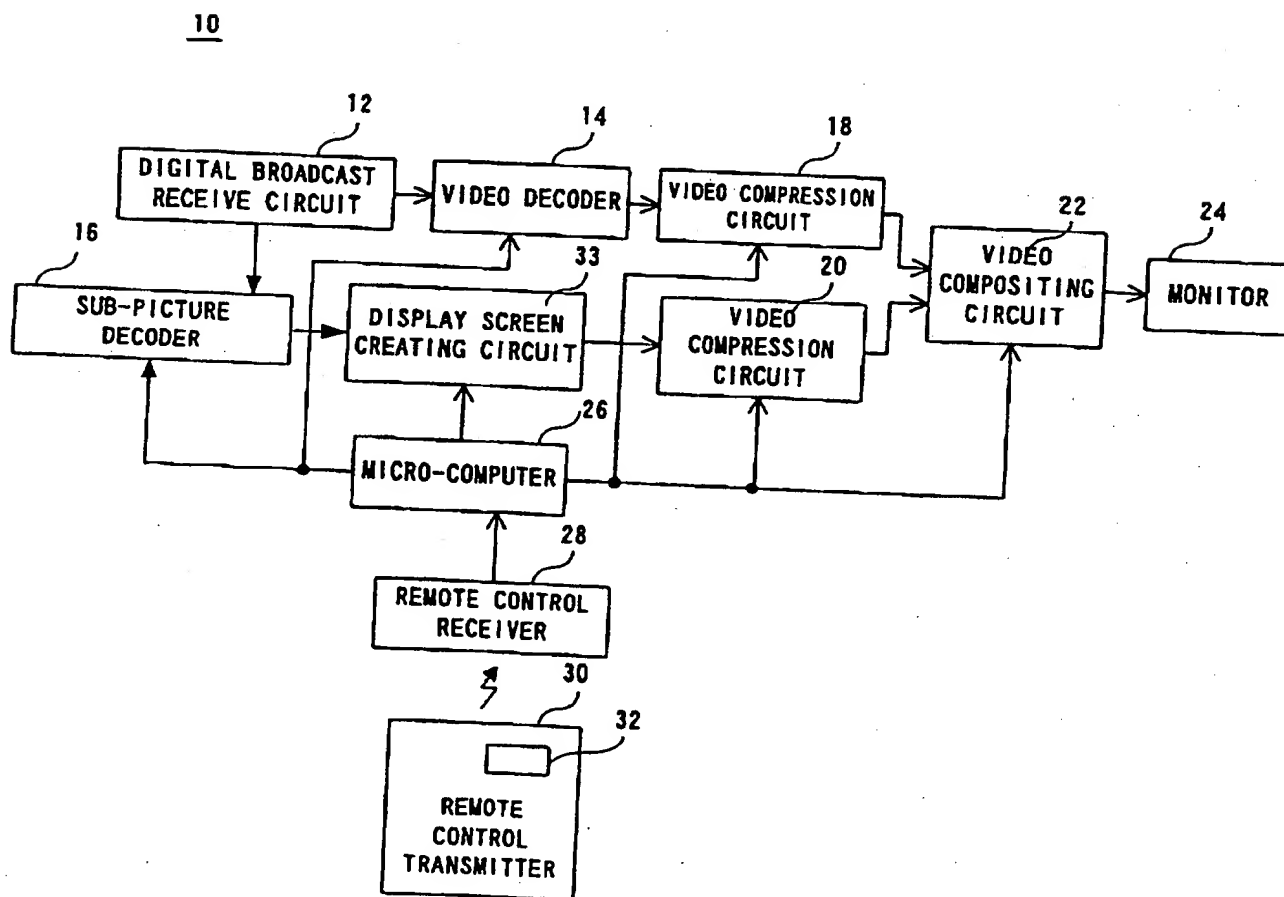 10
12
DIGITAL BROADCAST
RECEIVE CIRCUIT
14
VIDEO DECODER
18
VIDEO COMPRESSION
CIRCUIT
22
VIDEO
COMPOSITING
CIRCUIT
24
MONITOR
16
SUB-PICTURE
DECODER
33
DISPLAY SCREEN
CREATING CIRCUIT
20
VIDEO
COMPRESSION
CIRCUIT
26
MICRO-COMPUTER
28
REMOTE CONTROL
RECEIVER
30
32
REMOTE
CONTROL
TRANSMITTER